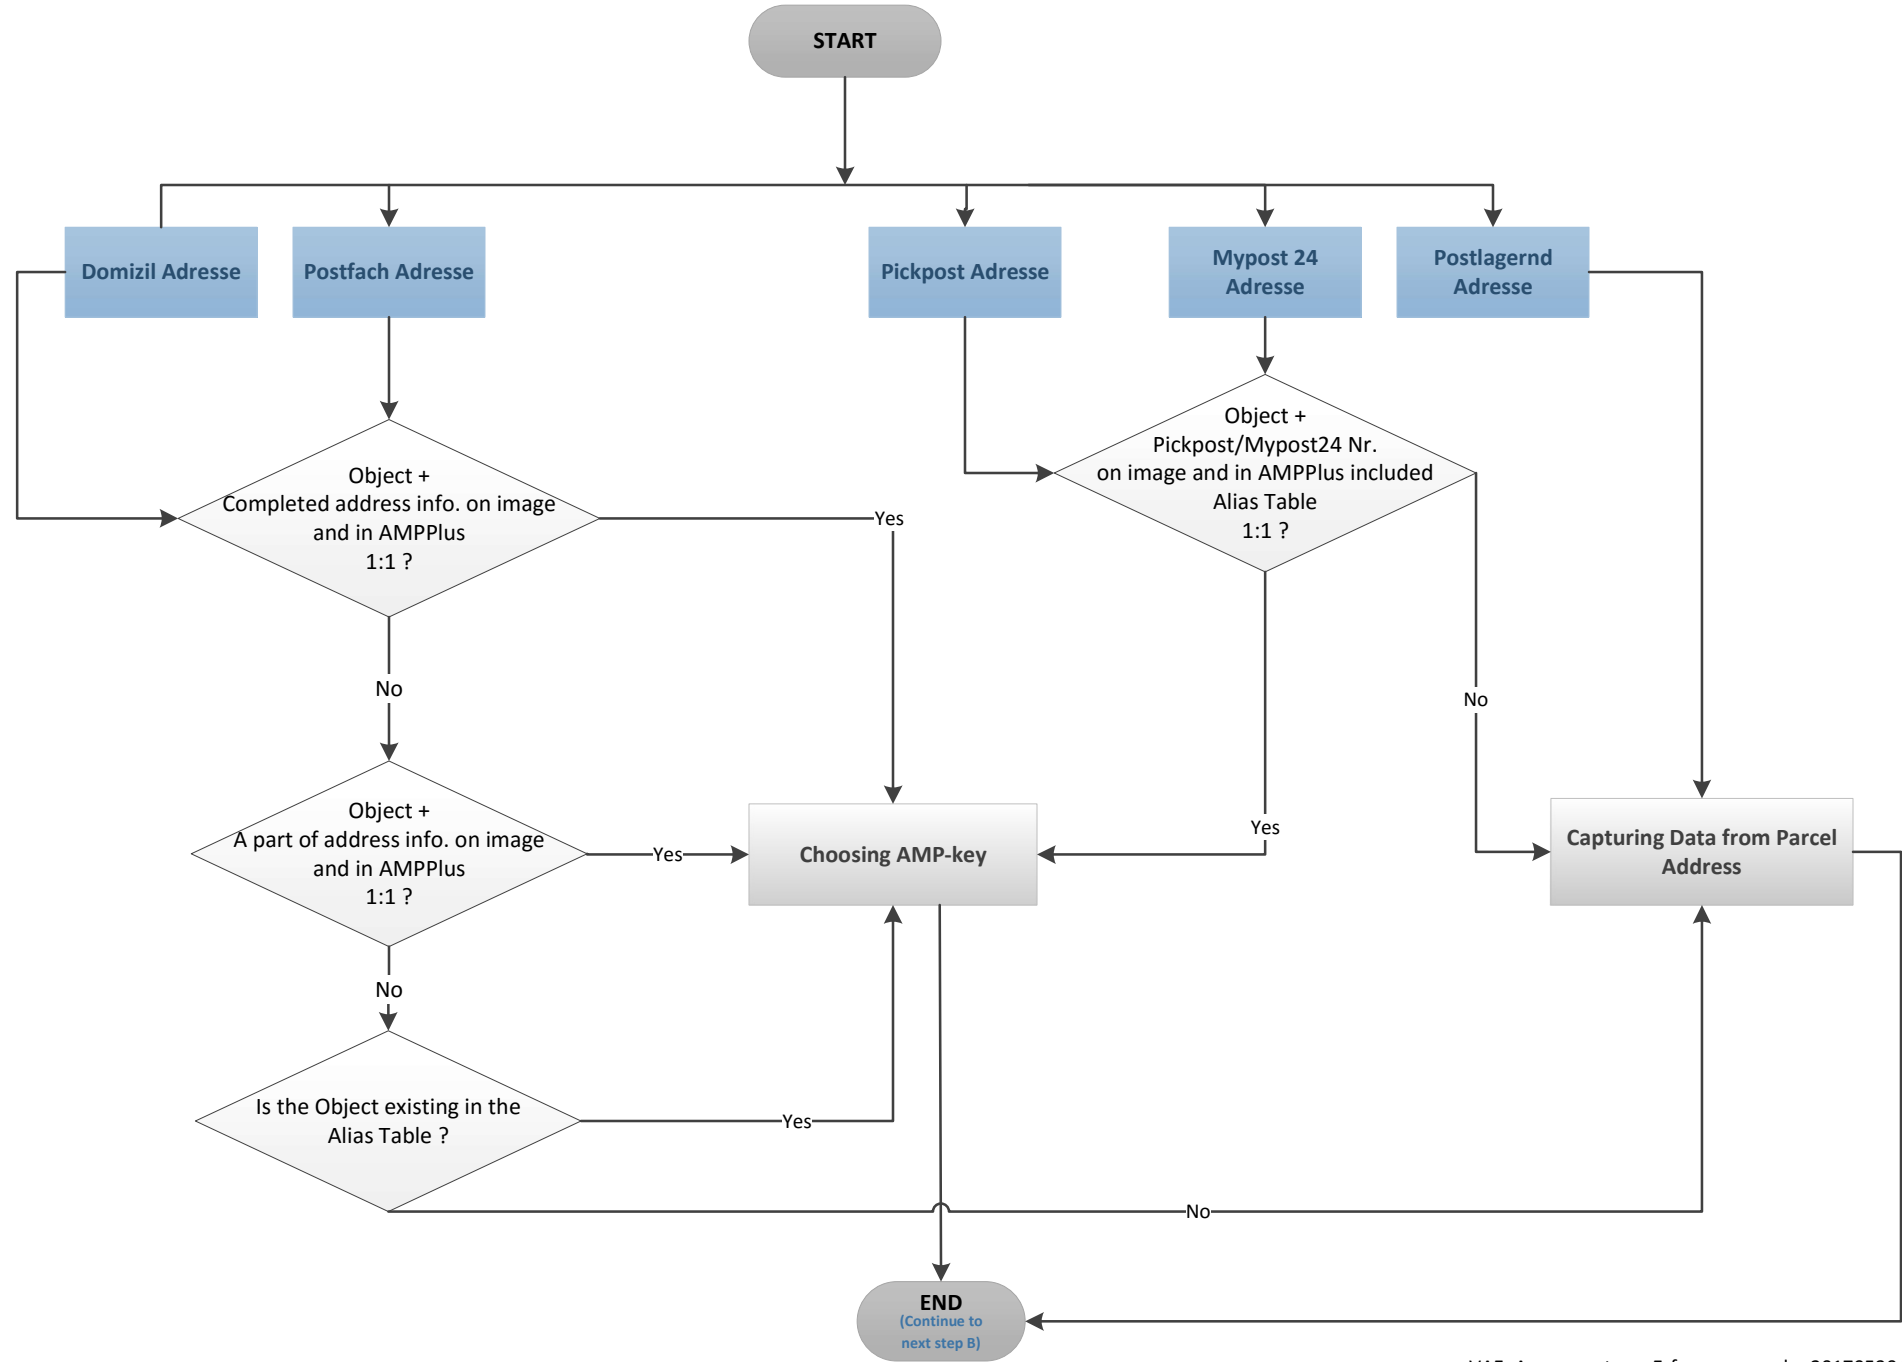 START
Domizil Adresse
Postfach Adresse
Pickpost Adresse
Mypost 24
Adresse
Postlagernd
Adresse
Object +
Completed address info. on image
and in AMPPlus
1:1 ?
Object +
Pickpost/Mypost24 Nr.
on image and in AMPPlus included
Alias Table
1:1 ?
Yes
No
No
Object +
A part of address info. on image
and in AMPPlus
1:1 ?
Yes
Choosing AMP-key
Yes
Capturing Data from Parcel
Address
No
Is the Object existing in the
Alias Table ?
Yes
No
END
(Continue to
next step B)